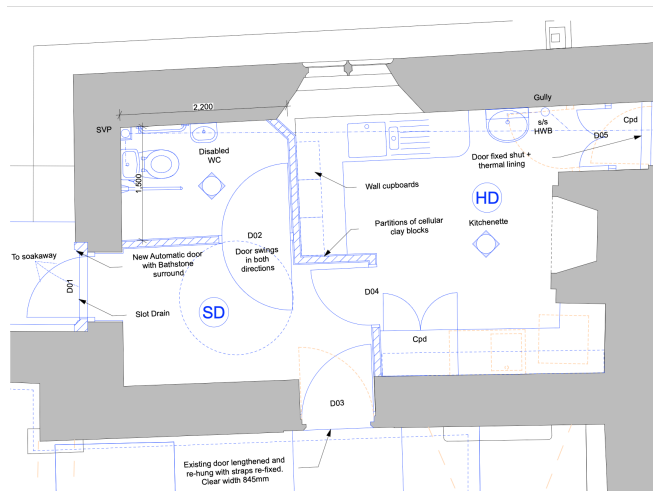 Gully
2,200
SVP
s/s
HWB
Cpd
D05
Disabled
WC
Door fixed shut +
thermal lining
1,500
Wall cupboards
HD
Kitchenette
Partitions of cellular
clay blocks
D02
Door swings
in both
directions
To soakaway
New Automatic door
with Bathstone
surround
D01
D04
Slot Drain
SD
Cpd
D03
Existing door lengthened and
re-hung with straps re-fixed.
Clear width 845mm